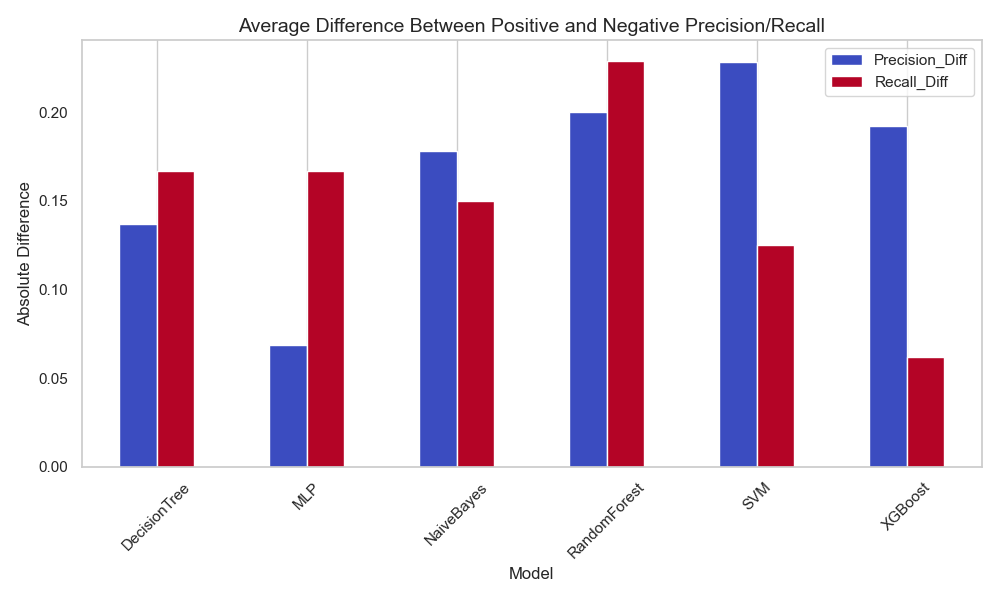 Average Difference Between Positive and Negative Precision/Recall
Precision_Diff
Recall_Diff
Absolute Difference
0.20
0.15
0.10
0.05
0.00
DecisionTree
MLP
NaiveBayes
RandomForest
SVM
XGBoost
Model